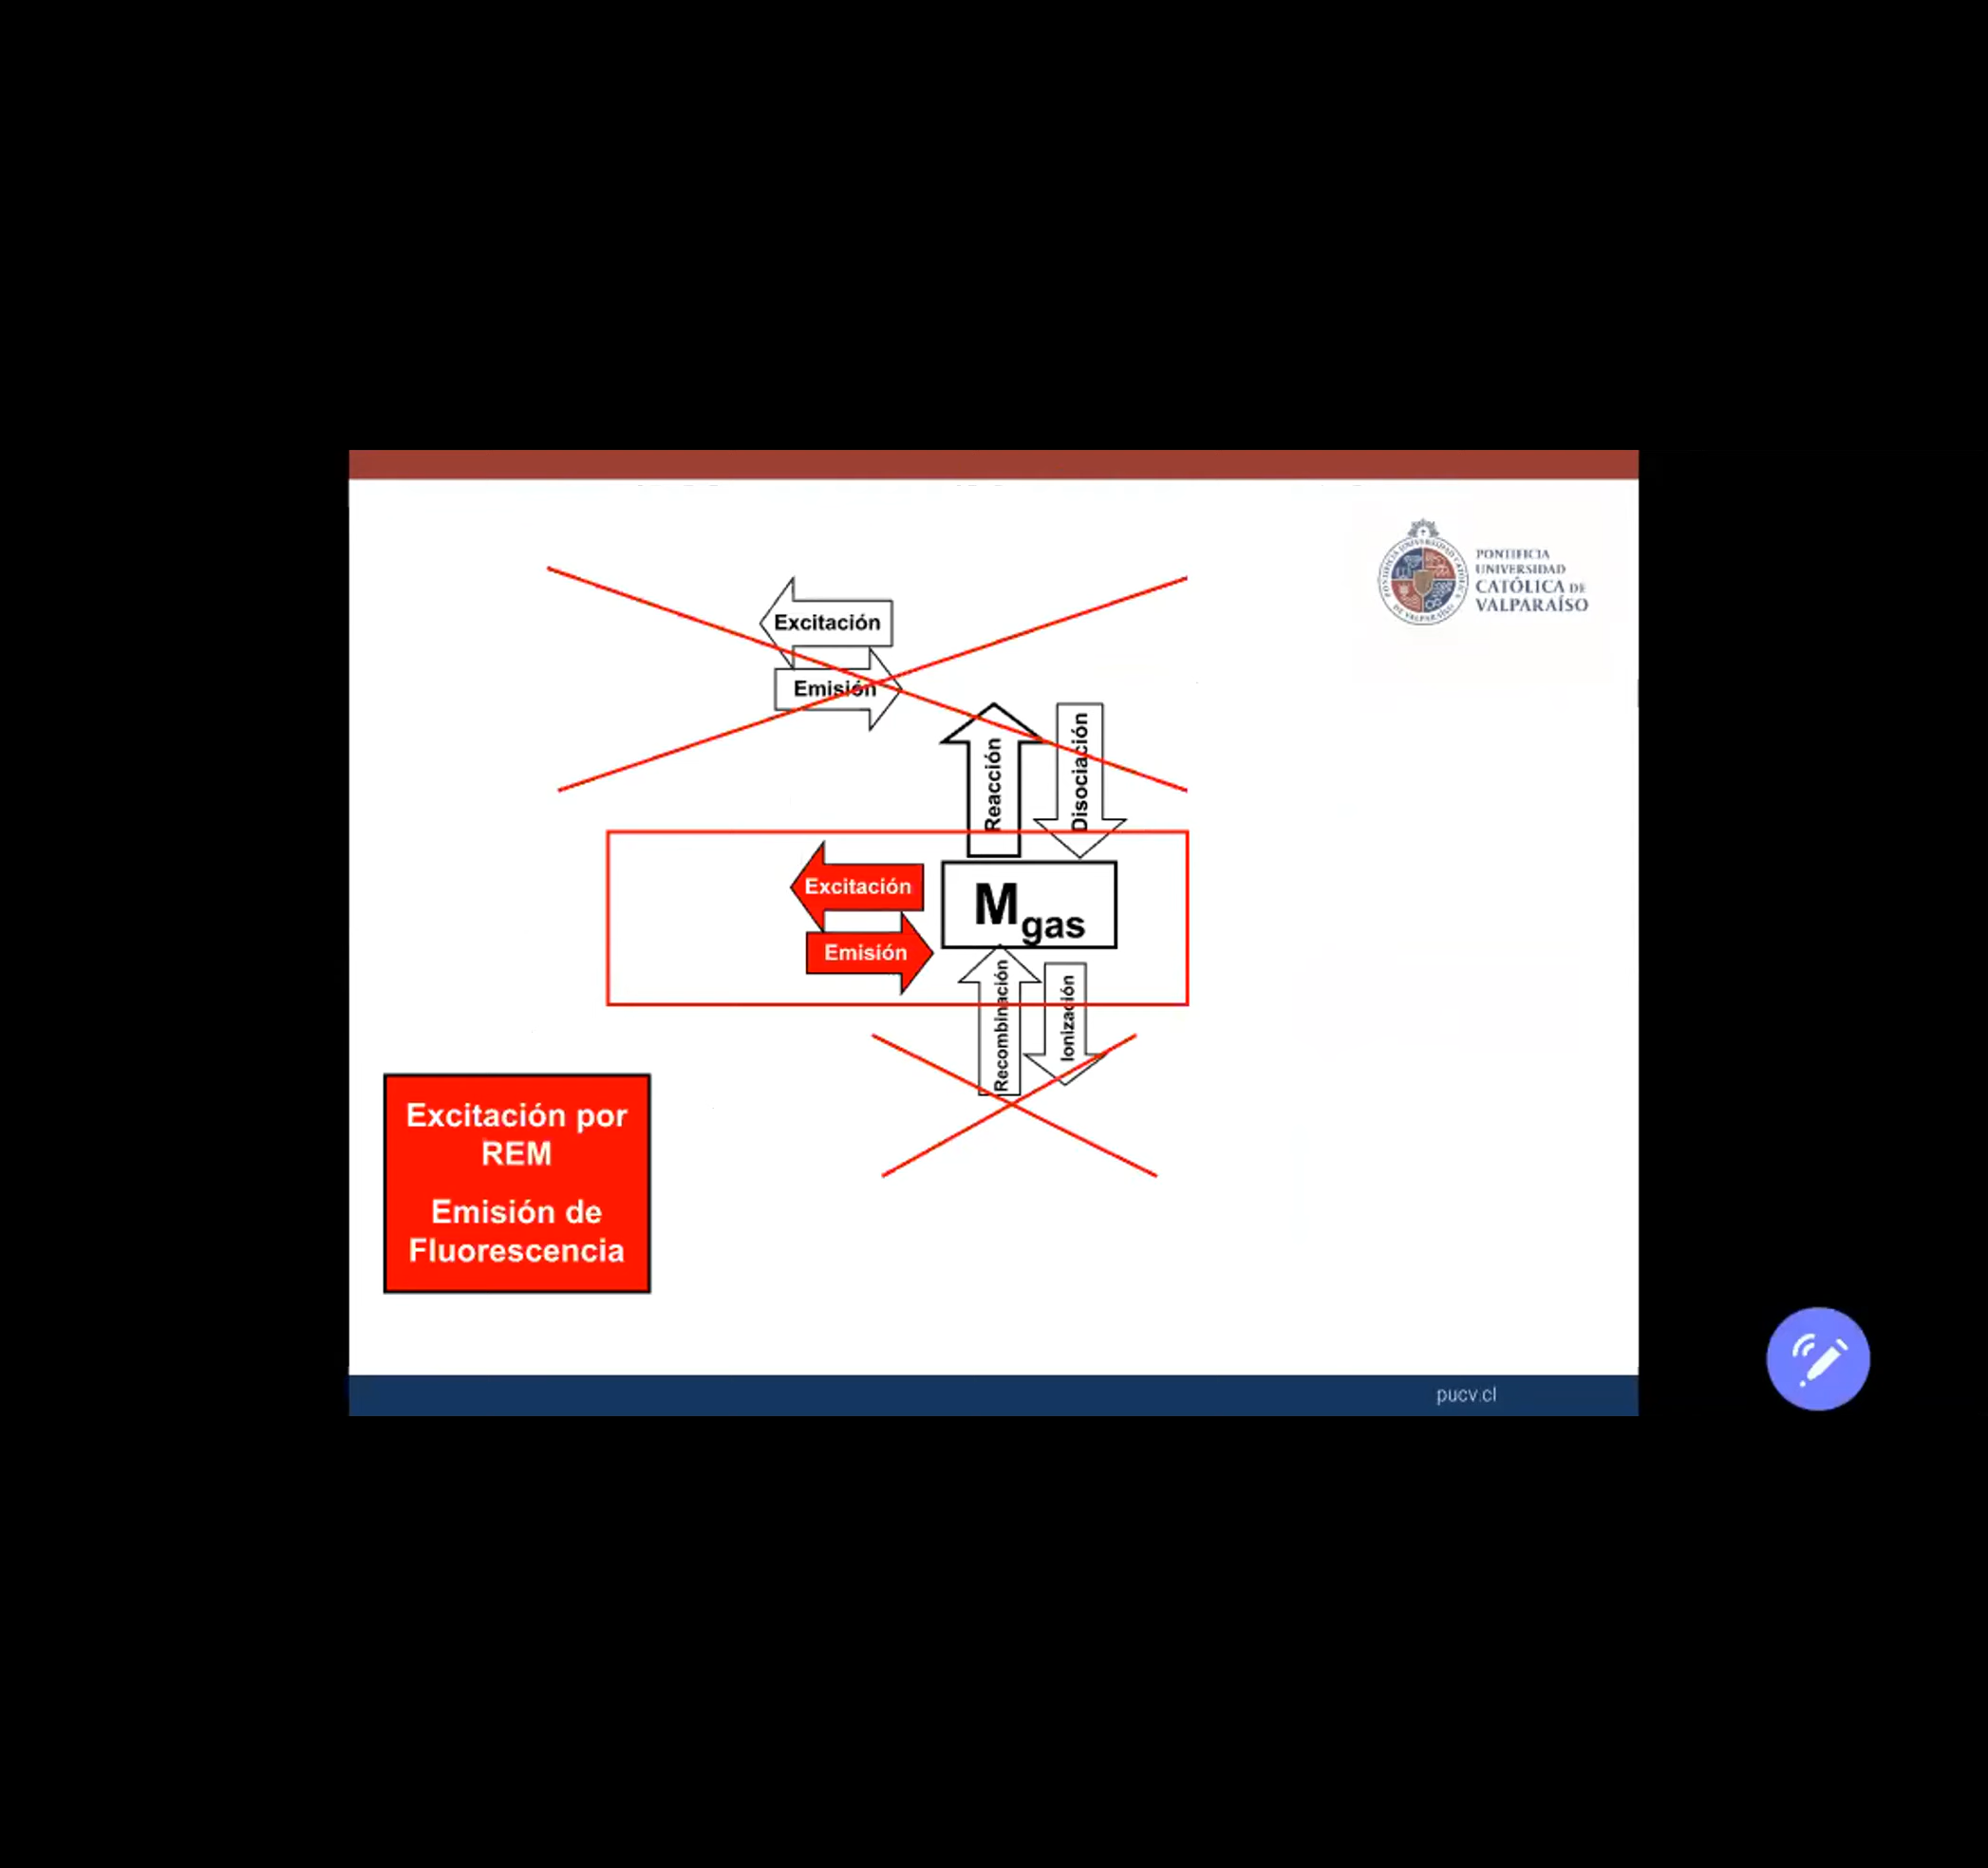 PONTIFICIA
UNIVERSIDAD
CATÓLICA DE
VALPARAÍSO
Excitación
Emisión
Reacción
Disociación
Excitación
Emisión
Mgas
Recombinación
Ionización
Excitación por
REM
Emisión de
Fluorescencia
pucv.cl